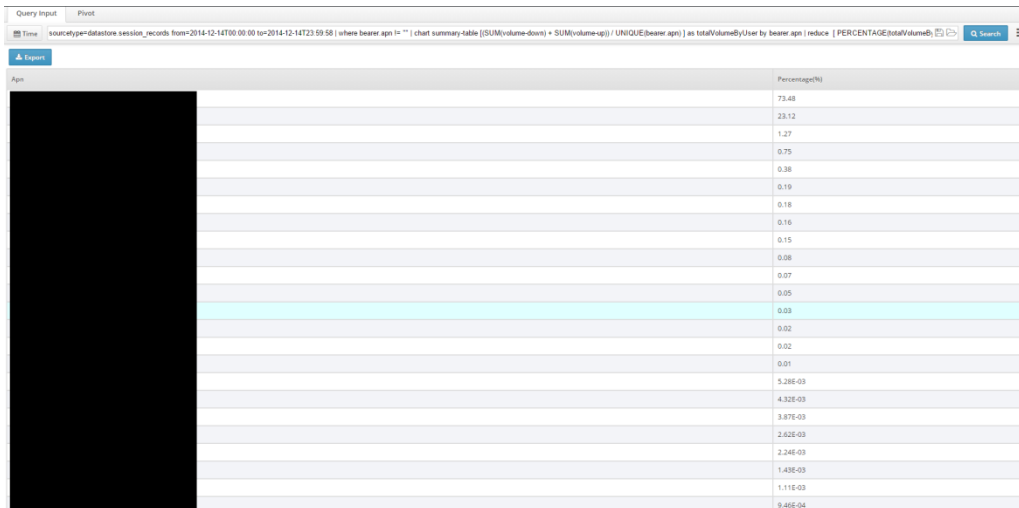 Query Input Pivot
Time sourcetype=datastore.session_records from=2014-12-14T00:00:00 to=2014-12-14T23:59:58 | where bearer.apn != "" | chart summary-table [(SUM(volume-down) + SUM(volume-up)) / UNIQUE(bearer.apn) ] as totalVolumeByUser by bearer.apn | reduce [ PERCENTAGE(totalVolumeB Search
Export
Apn Percentage(%)
73.48
23.12
1.27
0.75
0.38
0.19
0.18
0.16
0.15
0.08
0.07
0.05
0.03
0.02
0.02
0.01
5.28E-03
4.32E-03
3.87E-03
2.62E-03
2.24E-03
1.43E-03
1.11E-03
9.46E-04